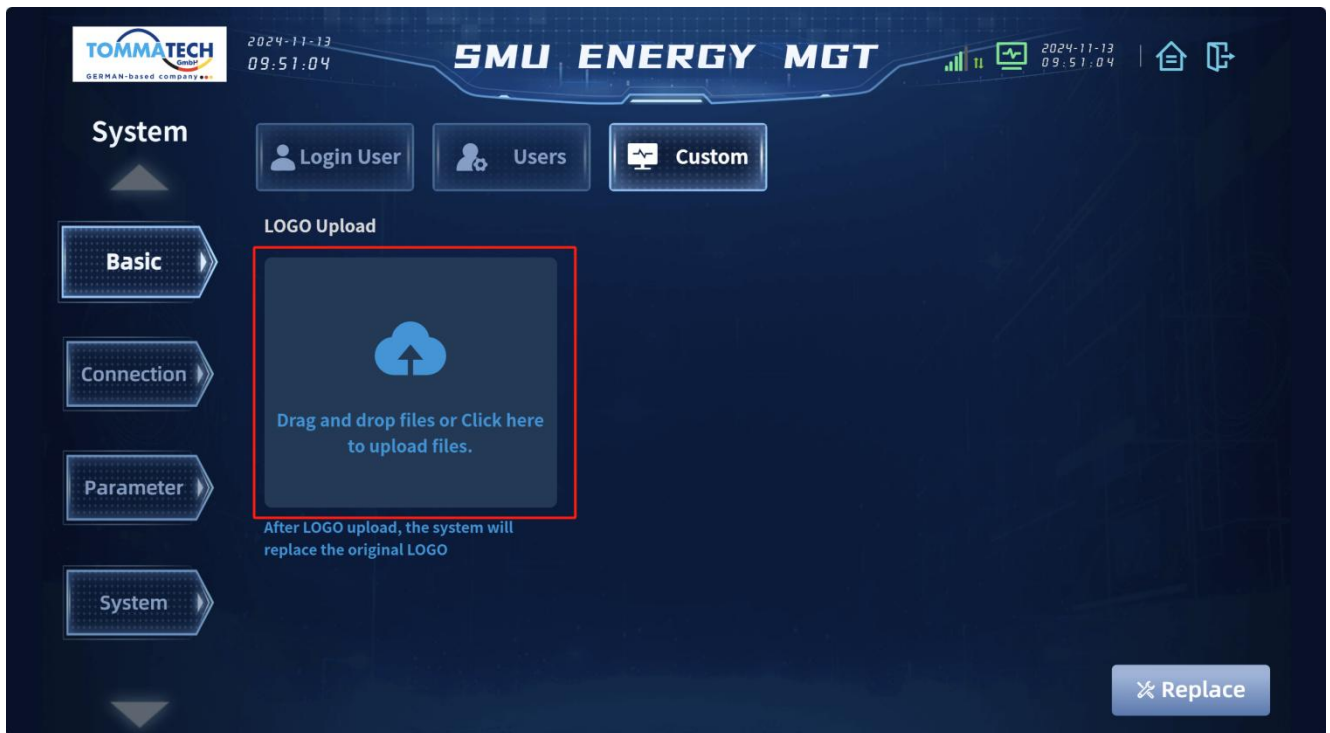 TOMMATECH
GmbH
GERMAN-based company
2024-11-13
09:51:04
SMU ENERGY MGT
2024-11-13
09:51:04
System
Login User
Users
Custom
LOGO Upload
Basic
Connection
Parameter
System
Drag and drop files or Click here
to upload files.
After LOGO upload, the system will
replace the original LOGO
Replace